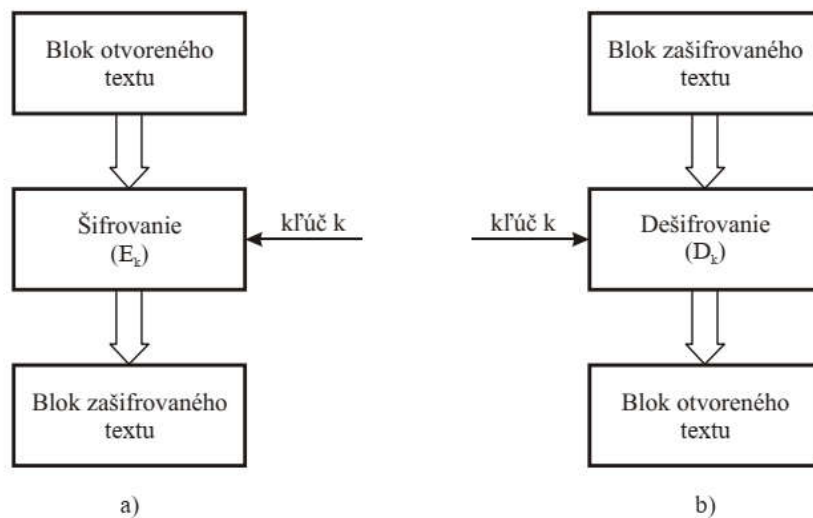 Blok otvoreného
textu
Šifrovanie
(Eₖ)
kľúč k
Blok zašifrovaného
textu
a)
Blok zašifrovaného
textu
kľúč k
Dešifrovanie
(Dₖ)
Blok otvoreného
textu
b)